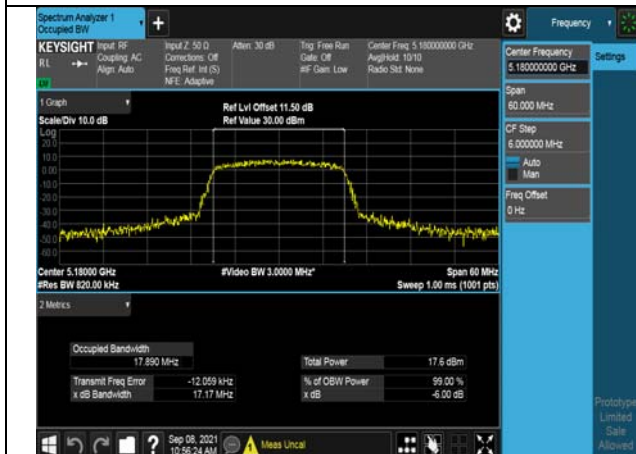 Spectrum Analyzer 1
Occupied BW
+
Frequency
KEYSIGHT
RL
Input: RF
Coupling: AC
Align: Auto
Input Z: 50 Ω
Corrections: Off
Freq Ref: Int (S)
NFE: Adaptive
Atten: 30 dB
Trig: Free Run
Gate: Off
#IF Gain: Low
Center Freq: 5.180000000 GHz
Avg|Hold: 10/10
Radio Std: None
Center Frequency
5.180000000 GHz
Settings
Span
60.000 MHz
CF Step
6.000000 MHz
Auto
Man
Freq Offset
0 Hz
1 Graph
Scale/Div 10.0 dB
Ref Lvl Offset 11.50 dB
Ref Value 30.00 dBm
Log
20.0
10.0
0.00
-10.0
-20.0
-30.0
-40.0
-50.0
-60.0
Center 5.18000 GHz
#Res BW 820.00 kHz
#Video BW 3.0000 MHz*
Span 60 MHz
Sweep 1.00 ms (1001 pts)
2 Metrics
Occupied Bandwidth
17.890 MHz
Total Power 17.6 dBm
Transmit Freq Error -12.059 kHz
% of OBW Power 99.00 %
x dB Bandwidth 17.17 MHz
x dB -6.00 dB
Prototype
Limited
Sale
Allowed
?
Sep 08, 2021
10:56:24 AM
Meas Uncal